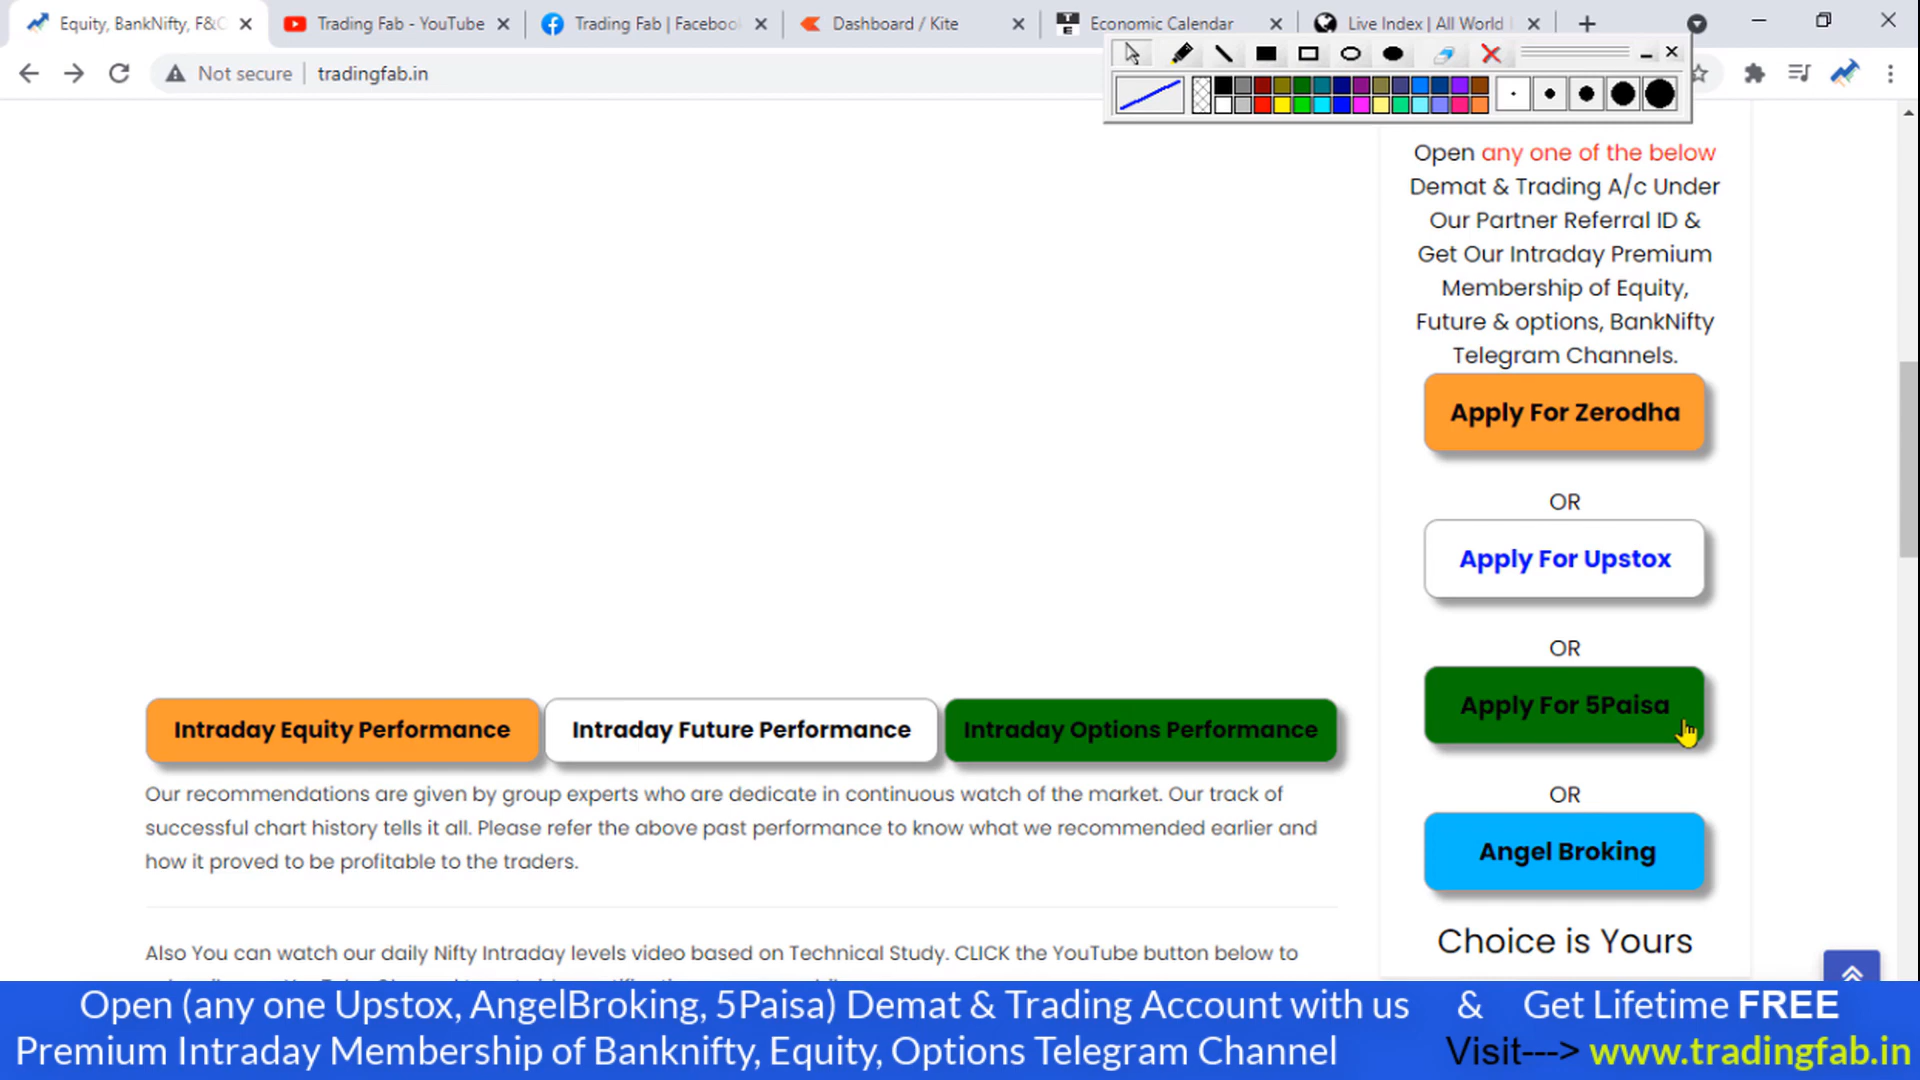 Equity, BankNifty, F&O
Trading Fab - YouTube
Trading Fab | Facebook
Dashboard / Kite
Economic Calendar
Live Index | All World
Not secure
tradingfab.in
Open any one of the below
Demat & Trading A/c Under
Our Partner Referral ID &
Get Our Intraday Premium
Membership of Equity,
Future & options, BankNifty
Telegram Channels.
Apply For Zerodha
OR
Apply For Upstox
OR
Apply For 5Paisa
OR
Angel Broking
Choice is Yours
Intraday Equity Performance
Intraday Future Performance
Intraday Options Performance
Our recommendations are given by group experts who are dedicate in continuous watch of the market. Our track of
successful chart history tells it all. Please refer the above past performance to know what we recommended earlier and
how it proved to be profitable to the traders.
Also You can watch our daily Nifty Intraday levels video based on Technical Study. CLICK the YouTube button below to
Open (any one Upstox, AngelBroking, 5Paisa) Demat & Trading Account with us & Get Lifetime FREE
Premium Intraday Membership of Banknifty, Equity, Options Telegram Channel Visit---> www.tradingfab.in